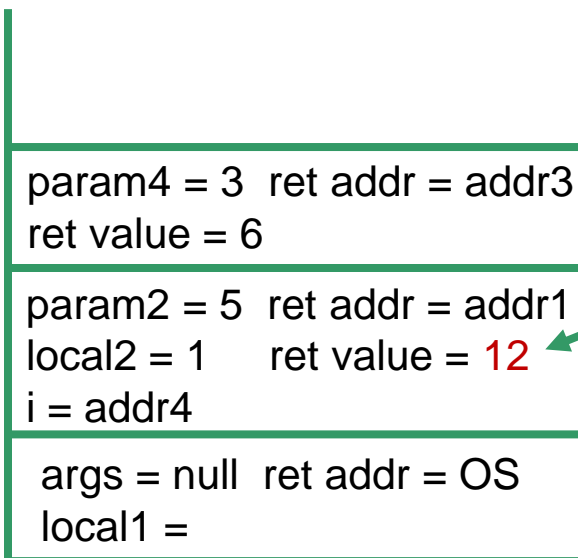 param4 = 3 ret addr = addr3
ret value = 6
param2 = 5 ret addr = addr1
local2 = 1 ret value = 12
i = addr4
args = null ret addr = OS
local1 =